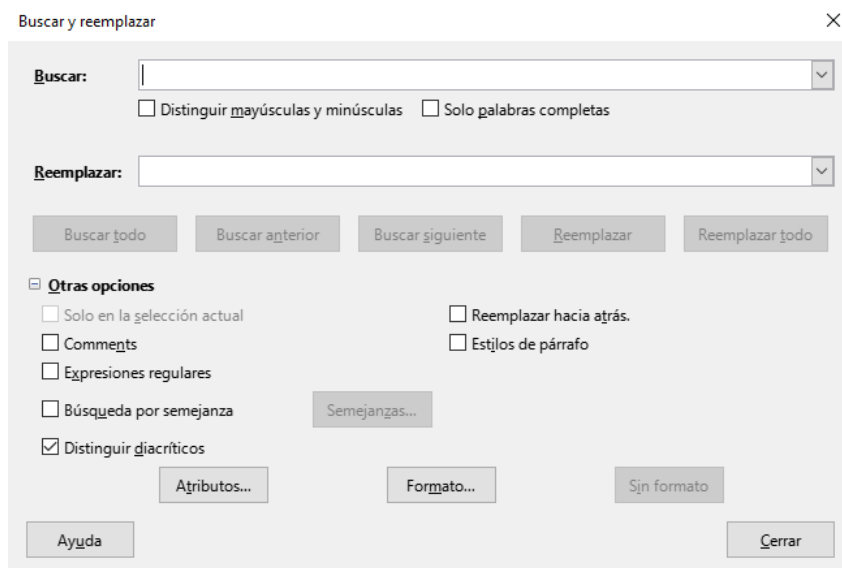 Buscar y reemplazar
Buscar:
Distinguir mayúsculas y minúsculas Solo palabras completas
Reemplazar:
Buscar todo Buscar anterior Buscar siguiente Reemplazar Reemplazar todo
Otras opciones
Solo en la selección actual Reemplazar hacia atrás.
Comments Estilos de párrafo
Expresiones regulares
Búsqueda por semejanza Semejanzas...
Distinguir diacríticos
Atributos... Formato... Sin formato
Ayuda Cerrar